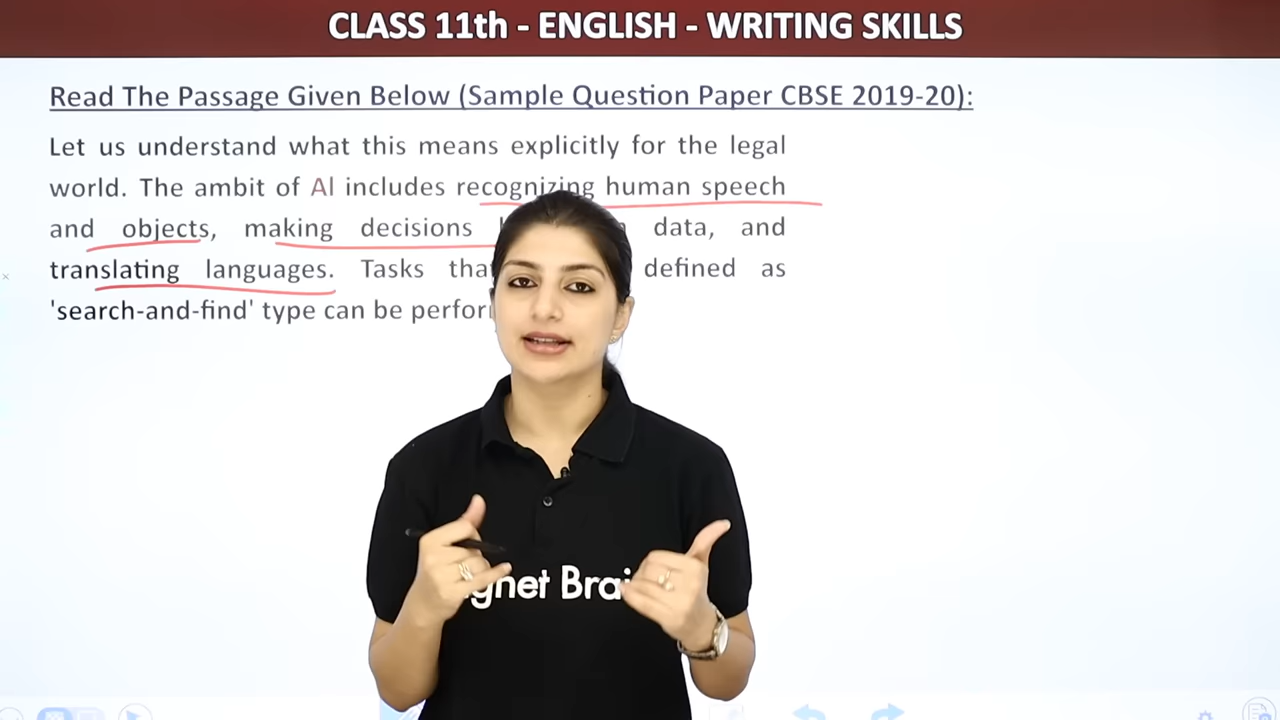 CLASS 11th - ENGLISH - WRITING SKILLS
Read The Passage Given Below (Sample Question Paper CBSE 2019-20):
Let us understand what this means explicitly for the legal
world. The ambit of AI includes recognizing human speech
and objects, making decisions data, and
translating languages. Tasks defined as
'search-and-find' type can be
gnet Brai